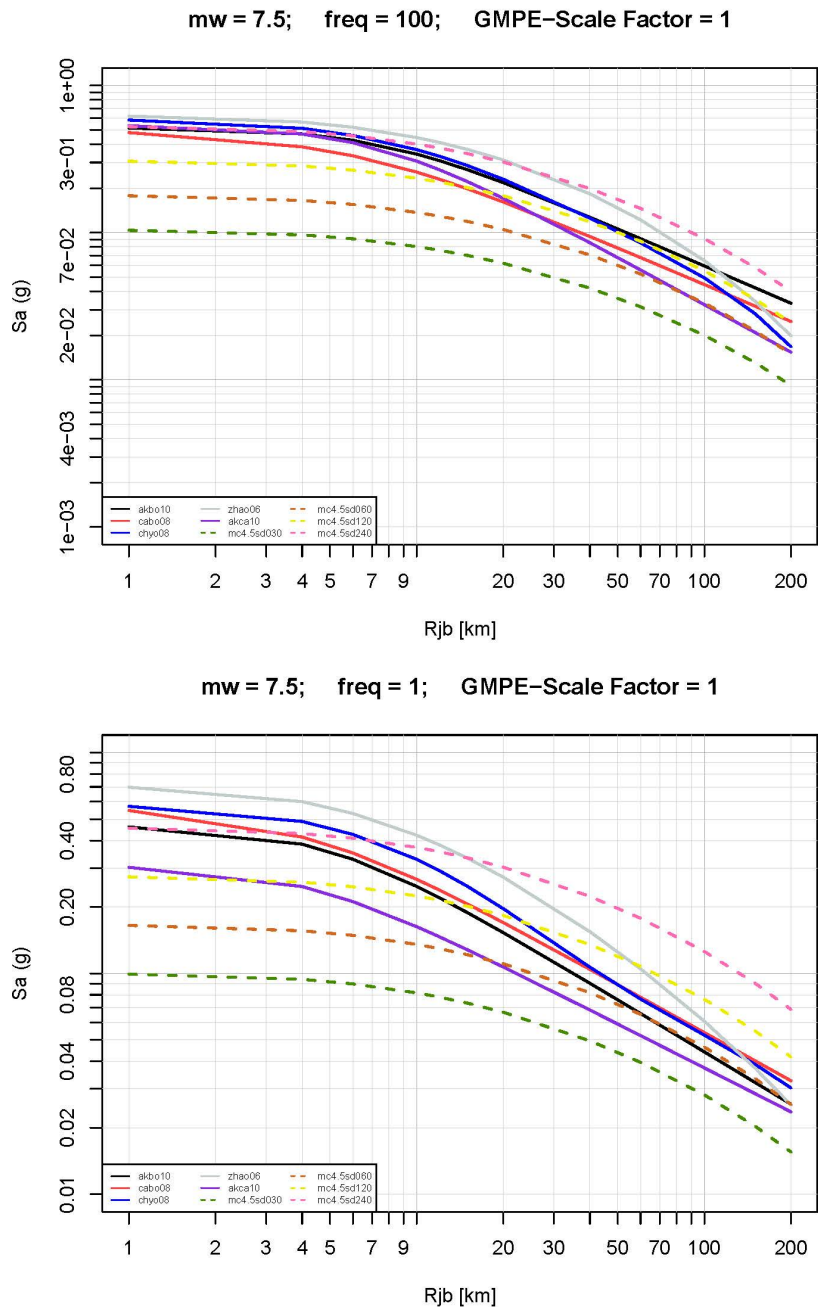 mw = 7.5; freq = 100; GMPE−Scale Factor = 1
1e+00
3e−01
7e−02
2e−02
4e−03
1e−03
Sa (g)
akbo10 zhao06 mc4.5sd060
cabo08 akca10 mc4.5sd120
chyo08 mc4.5sd030 mc4.5sd240
1 2 3 4 5 6 7 9 20 30 50 70 100 200
Rjb [km]
mw = 7.5; freq = 1; GMPE−Scale Factor = 1
0.80
0.40
0.20
0.08
0.04
0.02
0.01
Sa (g)
akbo10 zhao06 mc4.5sd060
cabo08 akca10 mc4.5sd120
chyo08 mc4.5sd030 mc4.5sd240
1 2 3 4 5 6 7 9 20 30 50 70 100 200
Rjb [km]